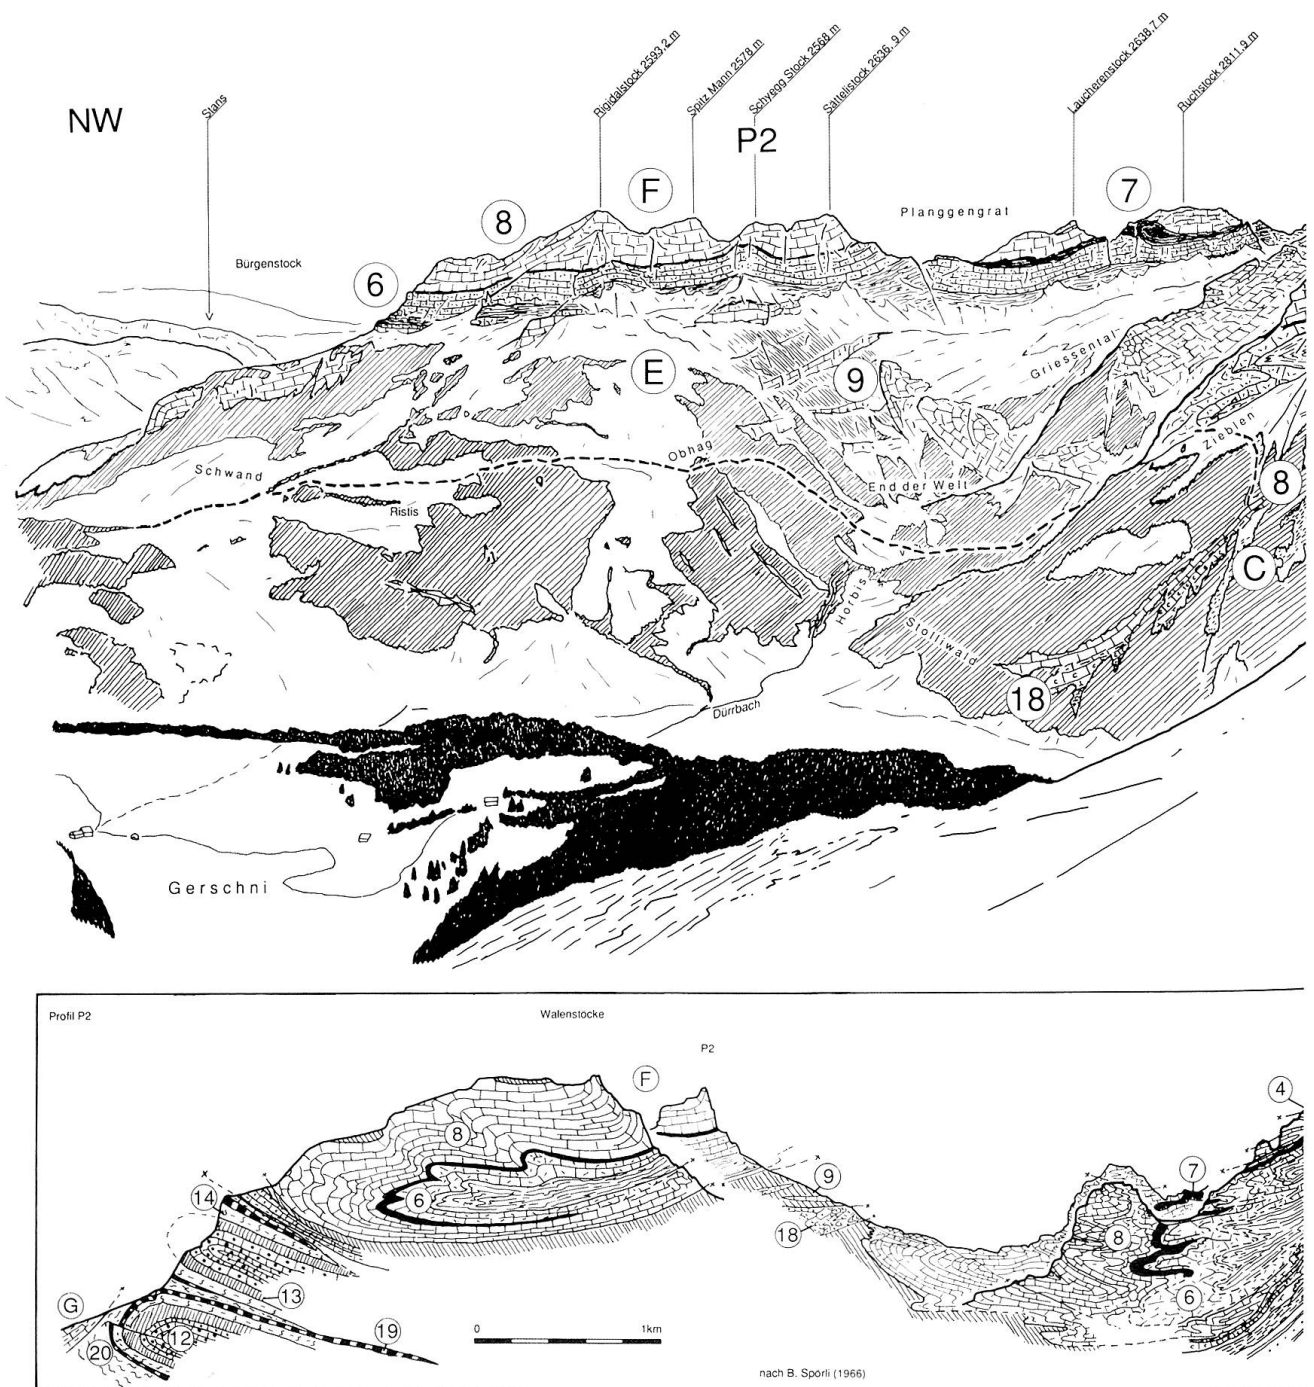 Stans
Rigidalstock 2593,2 m
Spitz Mann 2578 m
Schyegg Stock 2568 m
Sättelistock 2636,9 m
Laucherenstock 2638,7 m
Ruchstock 2811,9 m
NW
P2
F
7
8
Planggengrat
Bürgenstock
6
Griessental
E
9
Obhag
Zieblen
Schwand
End der Welt
8
Ristis
C
Horbis
Stolliwald
18
Dürrbach
Gerschni
Profil P2
Walenstöcke
P2
F
4
8
9
7
14
6
18
8
13
6
G
12
19
20
0
1km
nach B. Spörli (1966)